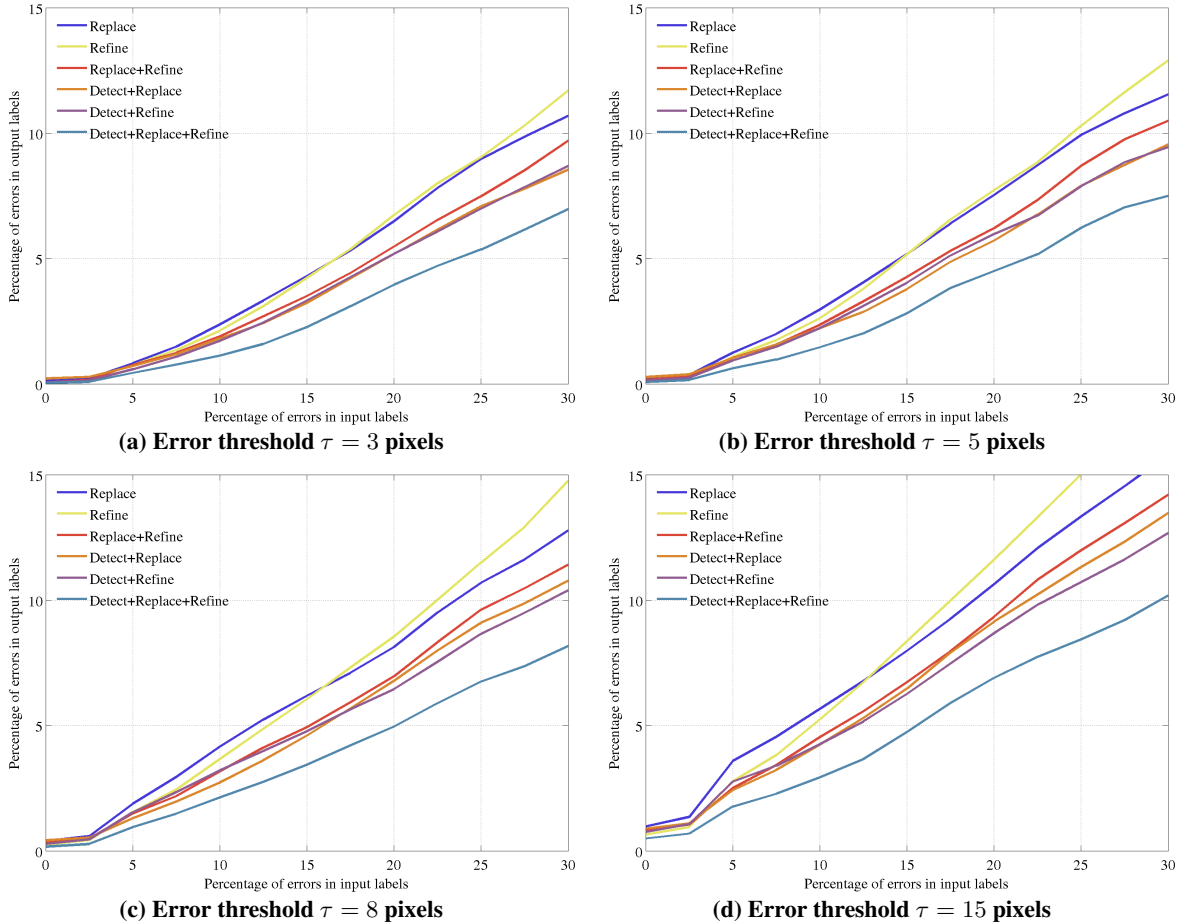 15
10
5
0
Percentage of errors in output labels
Replace
Refine
Replace+Refine
Detect+Replace
Detect+Refine
Detect+Replace+Refine
0 5 10 15 20 25 30
Percentage of errors in input labels
(a) Error threshold τ = 3 pixels
15
10
5
0
Percentage of errors in output labels
Replace
Refine
Replace+Refine
Detect+Replace
Detect+Refine
Detect+Replace+Refine
0 5 10 15 20 25 30
Percentage of errors in input labels
(b) Error threshold τ = 5 pixels
15
10
5
0
Percentage of errors in output labels
Replace
Refine
Replace+Refine
Detect+Replace
Detect+Refine
Detect+Replace+Refine
0 5 10 15 20 25 30
Percentage of errors in input labels
(c) Error threshold τ = 8 pixels
15
10
5
0
Percentage of errors in output labels
Replace
Refine
Replace+Refine
Detect+Replace
Detect+Refine
Detect+Replace+Refine
0 5 10 15 20 25 30
Percentage of errors in input labels
(d) Error threshold τ = 15 pixels